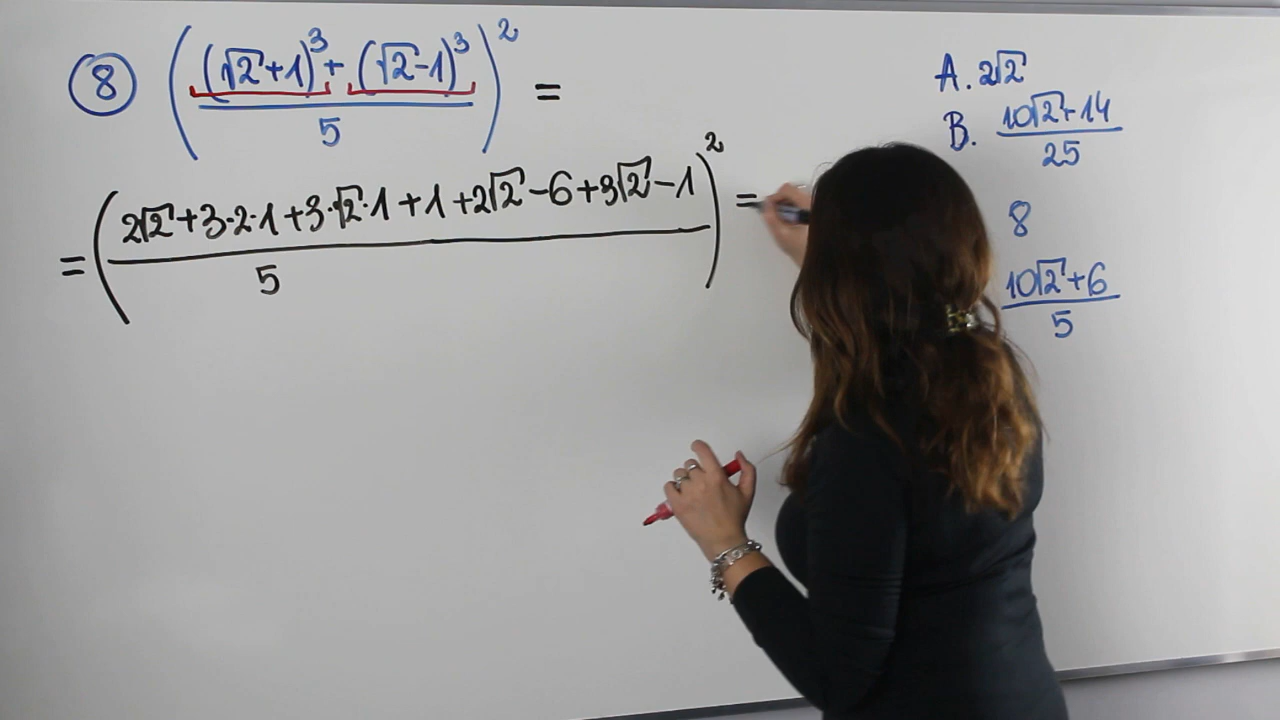 8 (((√2+1)³+(√2-1)³)/5)² =
= ((2√2+3·2·1+3·√2·1+1+2√2-6+3√2-1)/5)² =
A. 2√2
B. (10√2+14)/25
8
(10√2+6)/5